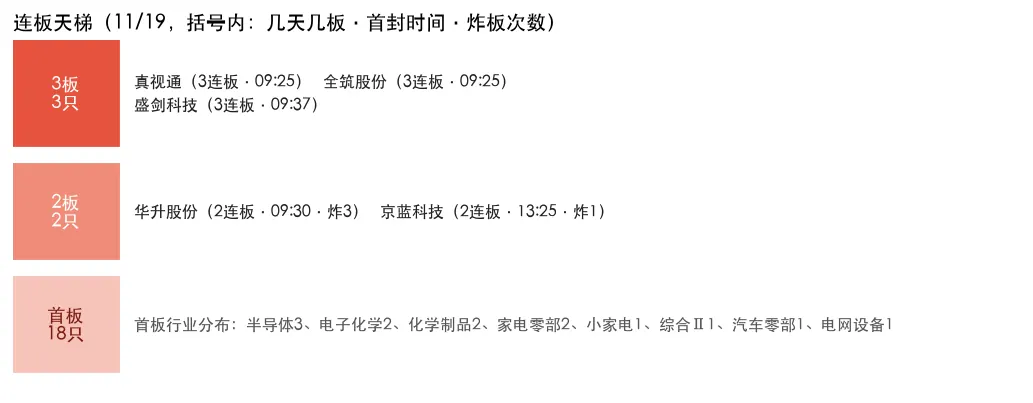 连板天梯（11/19，括号内：几天几板·首封时间·炸板次数）
3板
3只
真视通（3连板·09:25） 全筑股份（3连板·09:25）
盛剑科技（3连板·09:37）
2板
2只
华升股份（2连板·09:30·炸3） 京蓝科技（2连板·13:25·炸1）
首板
18只
首板行业分布：半导体3、电子化学2、化学制品2、家电零部2、小家电1、综合Ⅱ1、汽车零部1、电网设备1